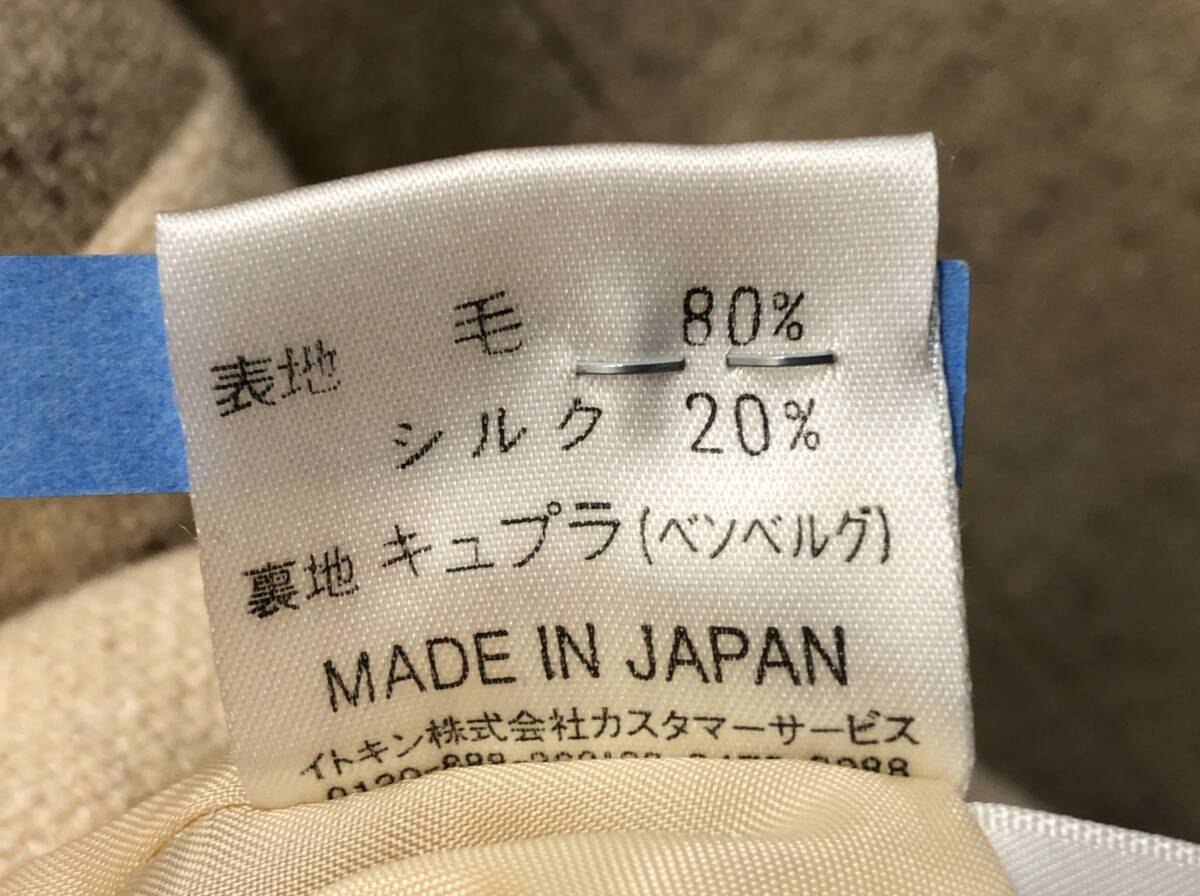 表地 毛 80%
シルク 20%
裏地 キュプラ(ベンベルグ)
MADE IN JAPAN
イトキン株式会社カスタマーサービス